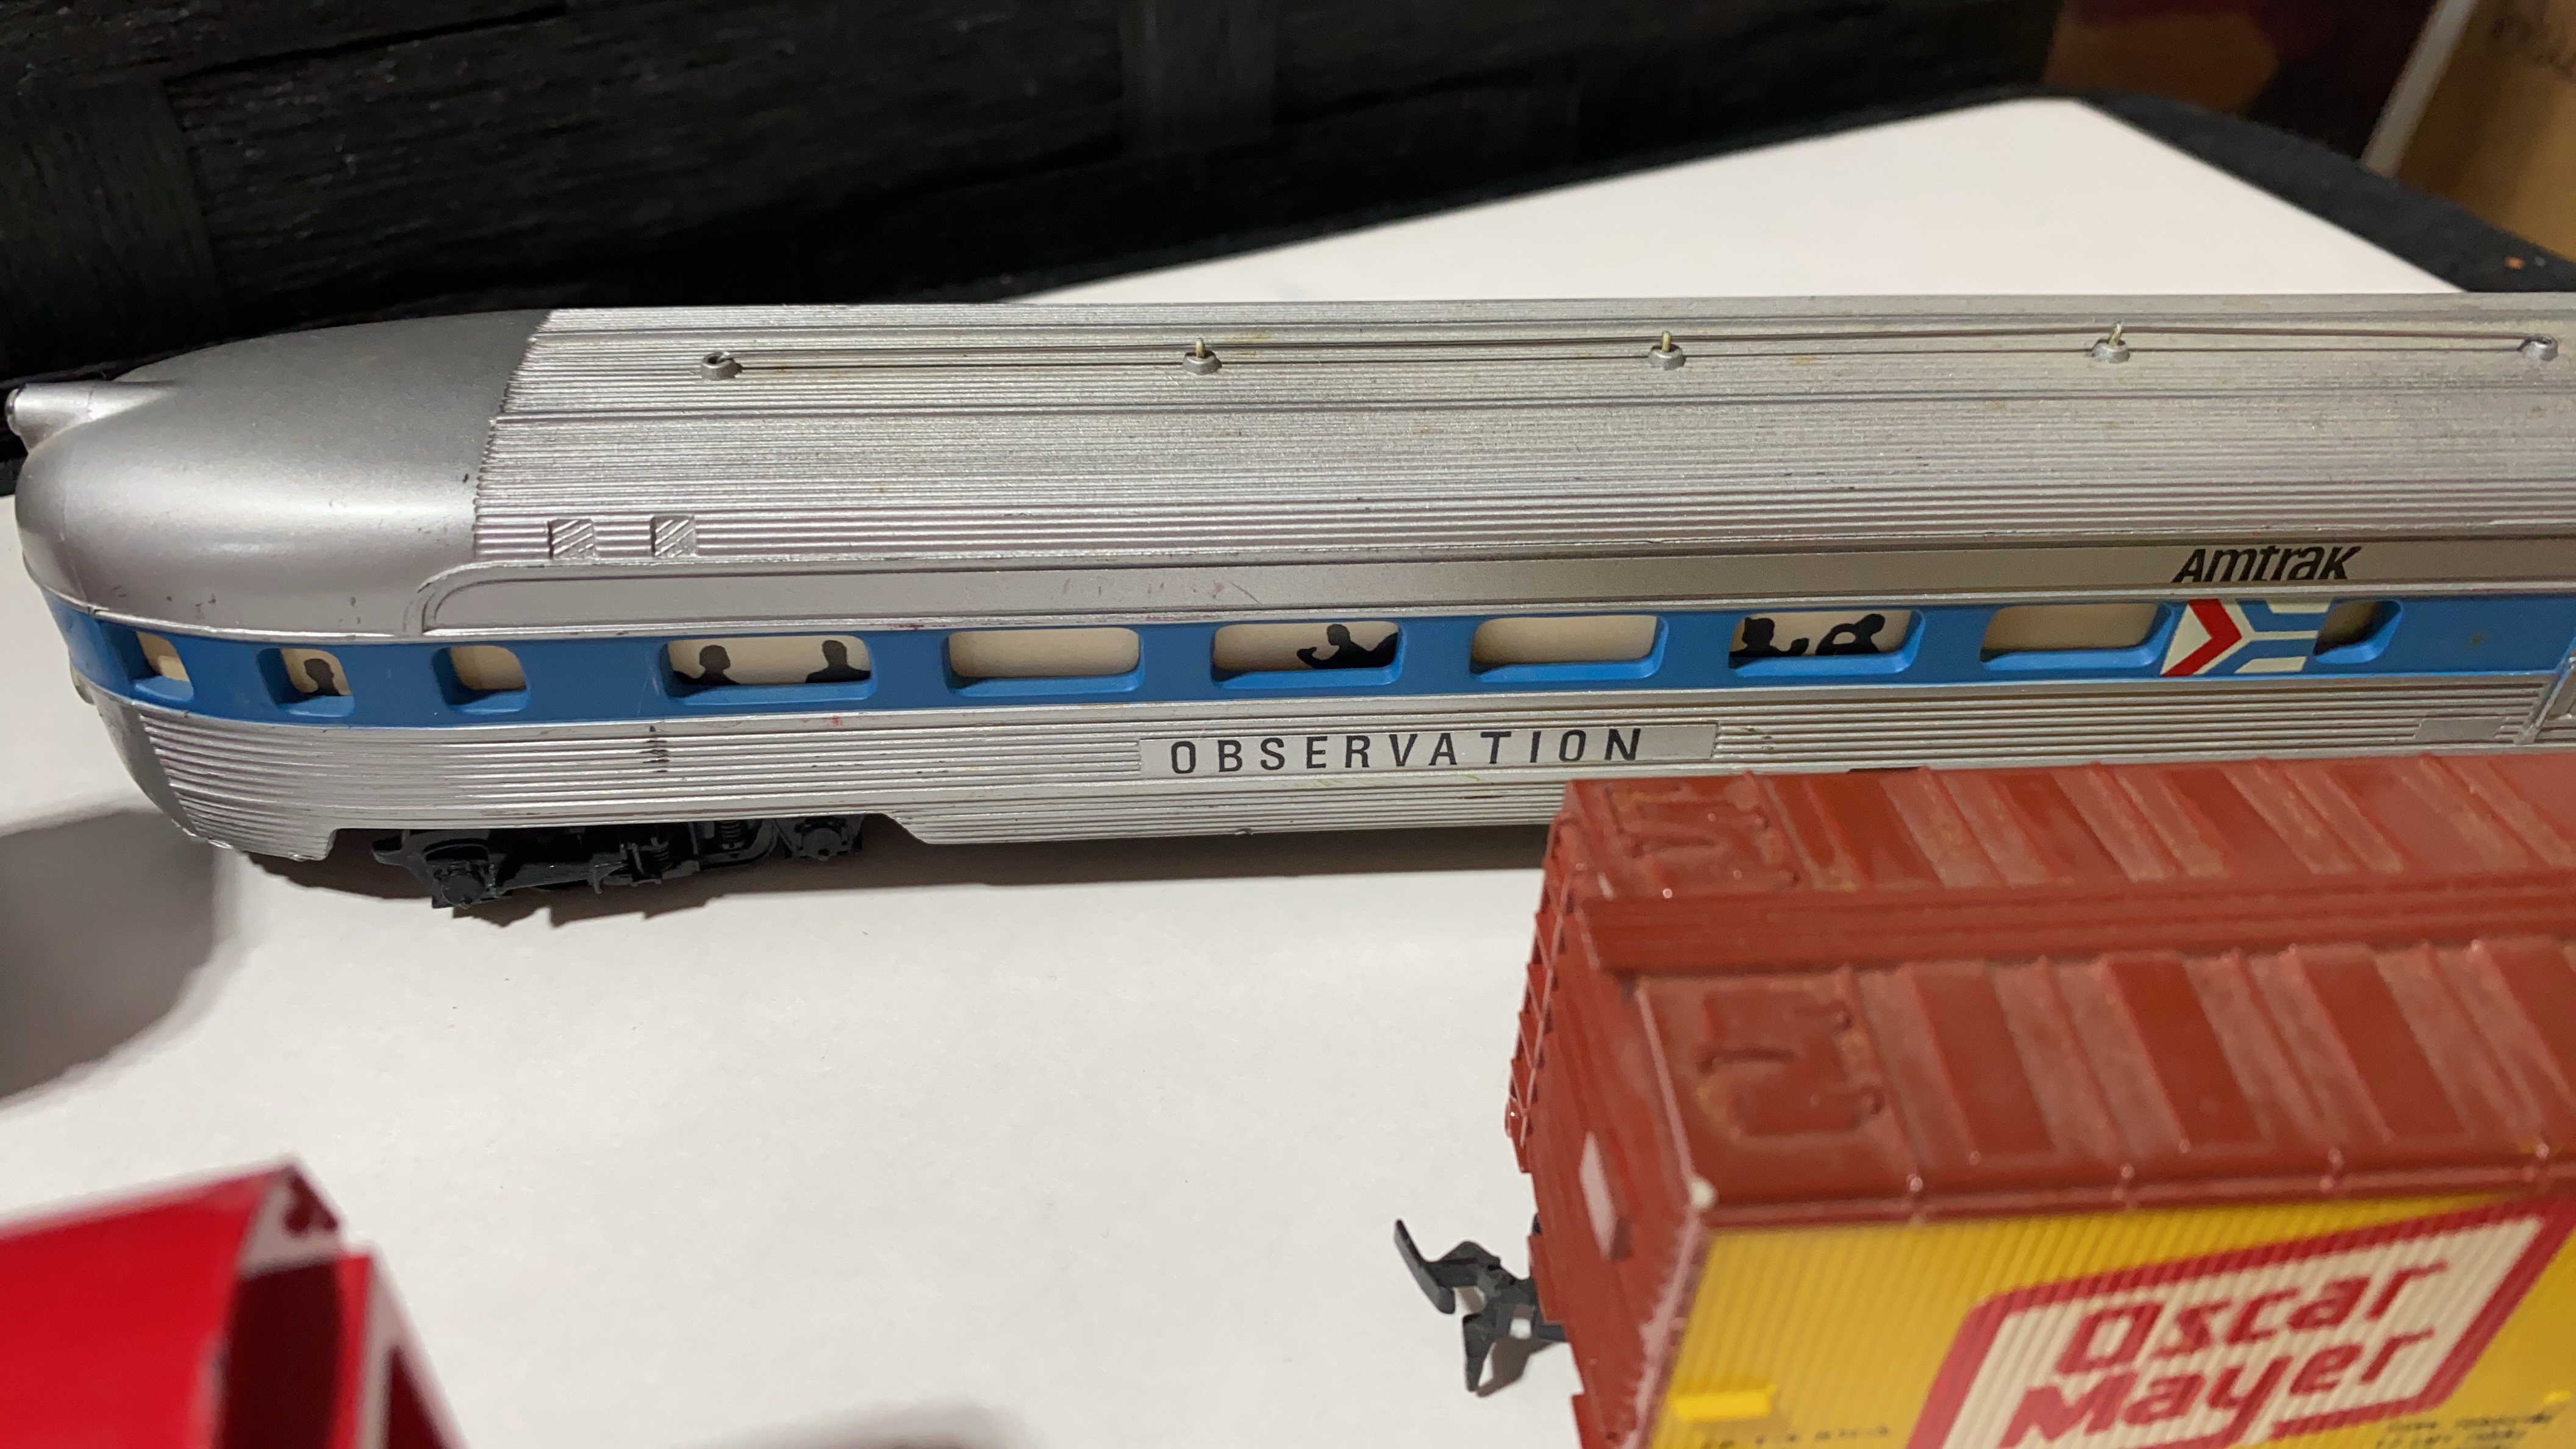 Amtrak
OBSERVATION
Oscar
Mayer